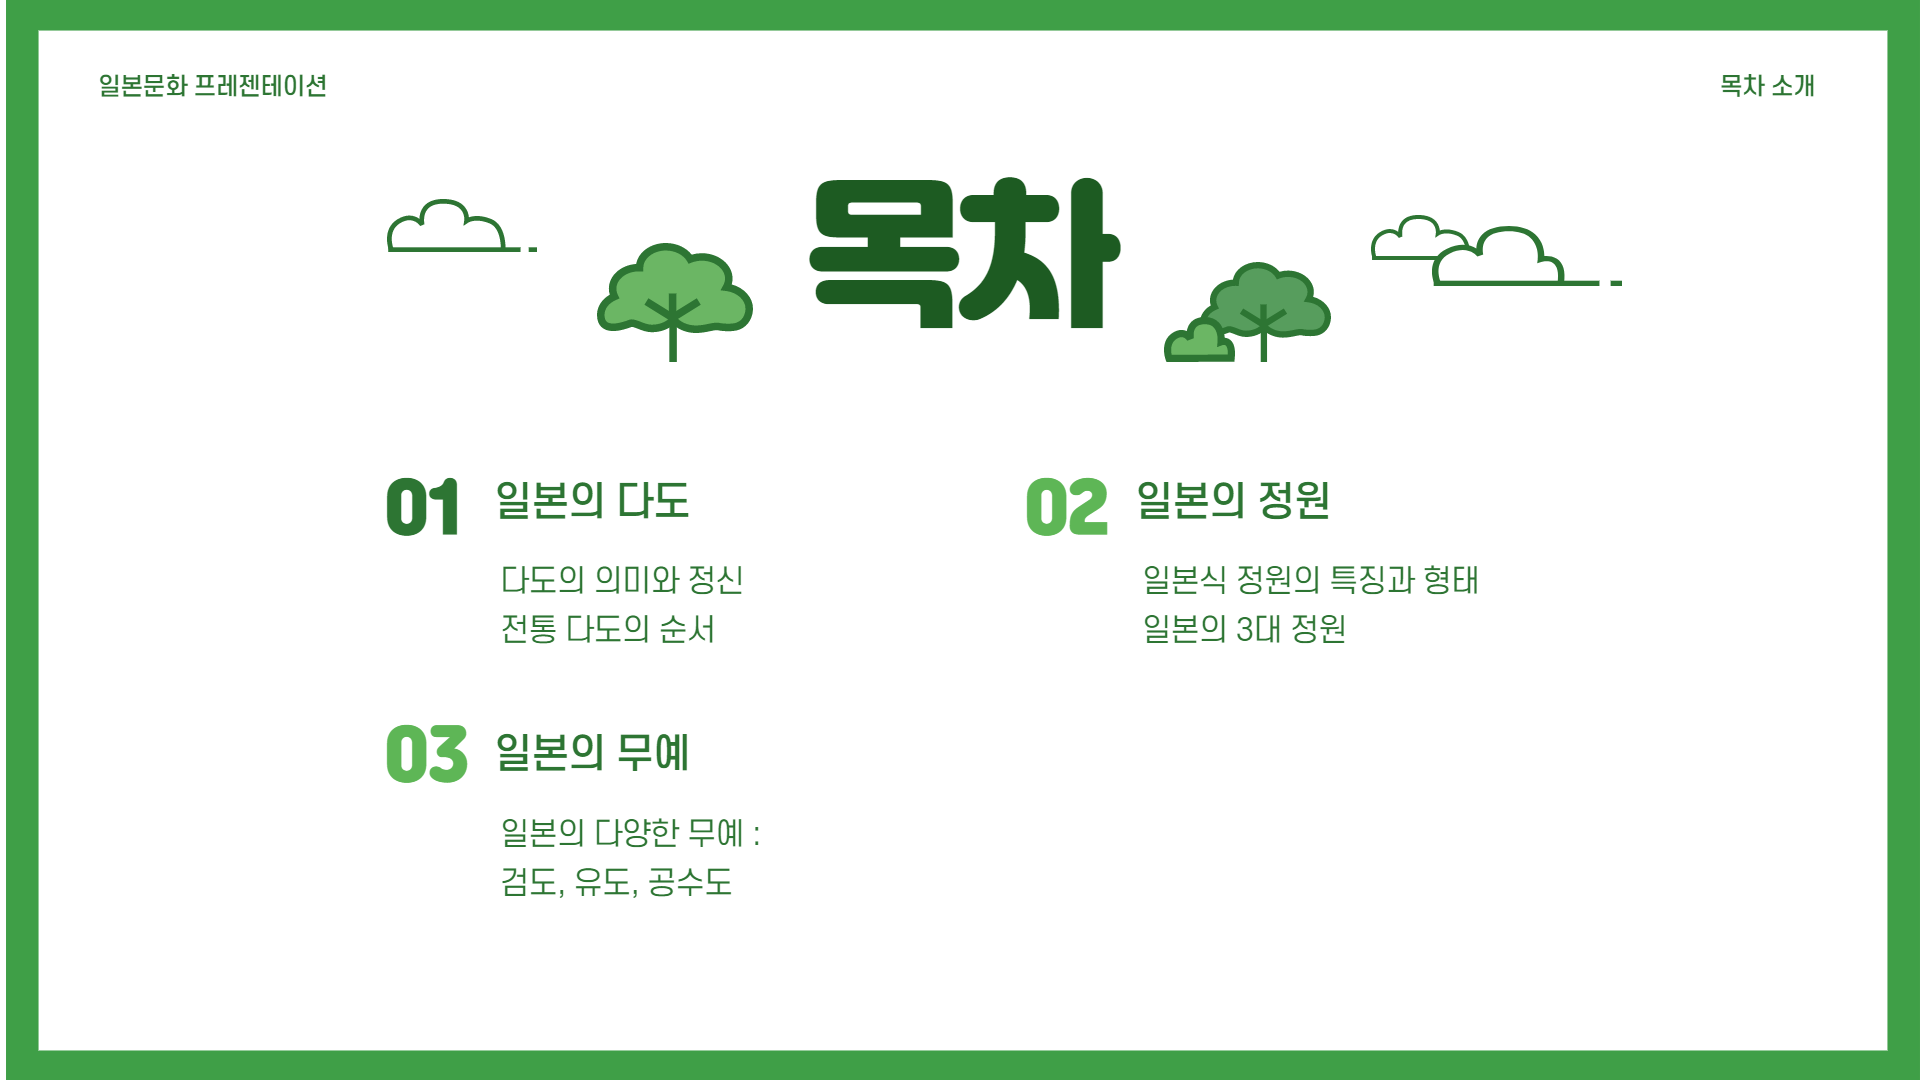 일본문화 프레젠테이션
목차 소개
목차
01 일본의 다도
다도의 의미와 정신
전통 다도의 순서
02 일본의 정원
일본식 정원의 특징과 형태
일본의 3대 정원
03 일본의 무예
일본의 다양한 무예 :
검도, 유도, 공수도